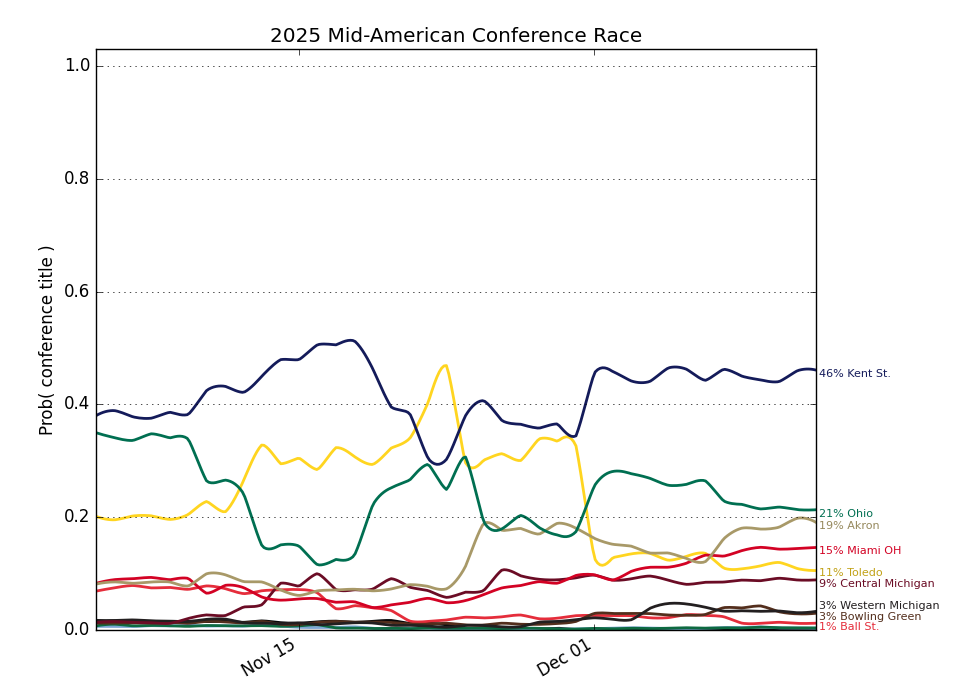 2025 Mid-American Conference Race
Prob( conference title )
1.0
0.8
0.6
0.4
0.2
0.0
Nov 15
Dec 01
46% Kent St.
21% Ohio
19% Akron
15% Miami OH
11% Toledo
9% Central Michigan
3% Western Michigan
3% Bowling Green
1% Ball St.